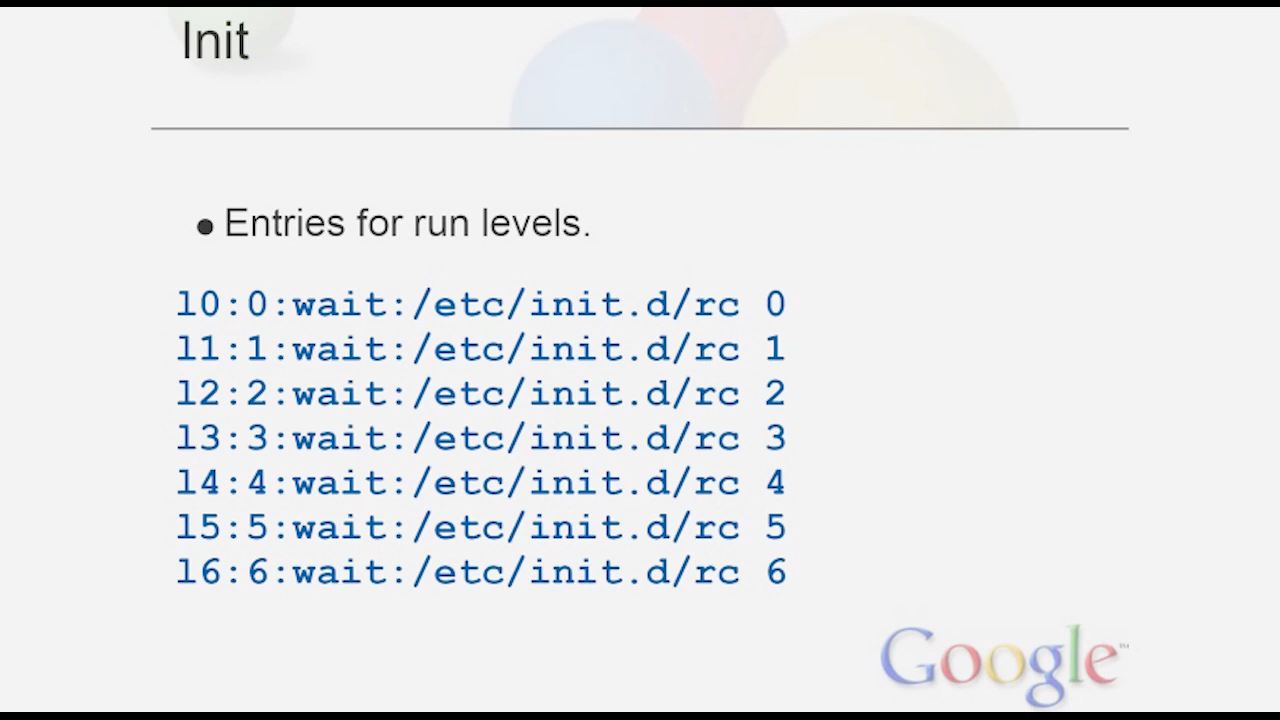 Init
● Entries for run levels.
l0:0:wait:/etc/init.d/rc 0
l1:1:wait:/etc/init.d/rc 1
l2:2:wait:/etc/init.d/rc 2
l3:3:wait:/etc/init.d/rc 3
l4:4:wait:/etc/init.d/rc 4
l5:5:wait:/etc/init.d/rc 5
l6:6:wait:/etc/init.d/rc 6
Google™